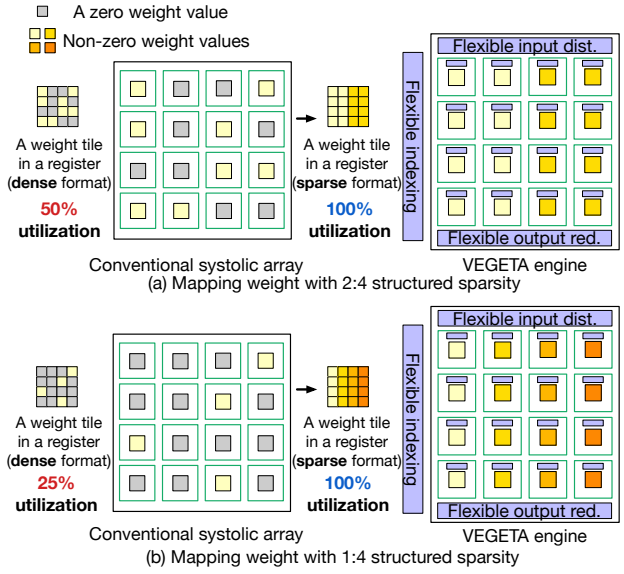 A zero weight value
Non-zero weight values
A weight tile
in a register
(dense format)
50%
utilization
Conventional systolic array
A weight tile
in a register
(sparse format)
100%
utilization
Flexible indexing
Flexible input dist.
Flexible output red.
VEGETA engine
(a) Mapping weight with 2:4 structured sparsity
A weight tile
in a register
(dense format)
25%
utilization
Conventional systolic array
A weight tile
in a register
(sparse format)
100%
utilization
Flexible indexing
Flexible input dist.
Flexible output red.
VEGETA engine
(b) Mapping weight with 1:4 structured sparsity